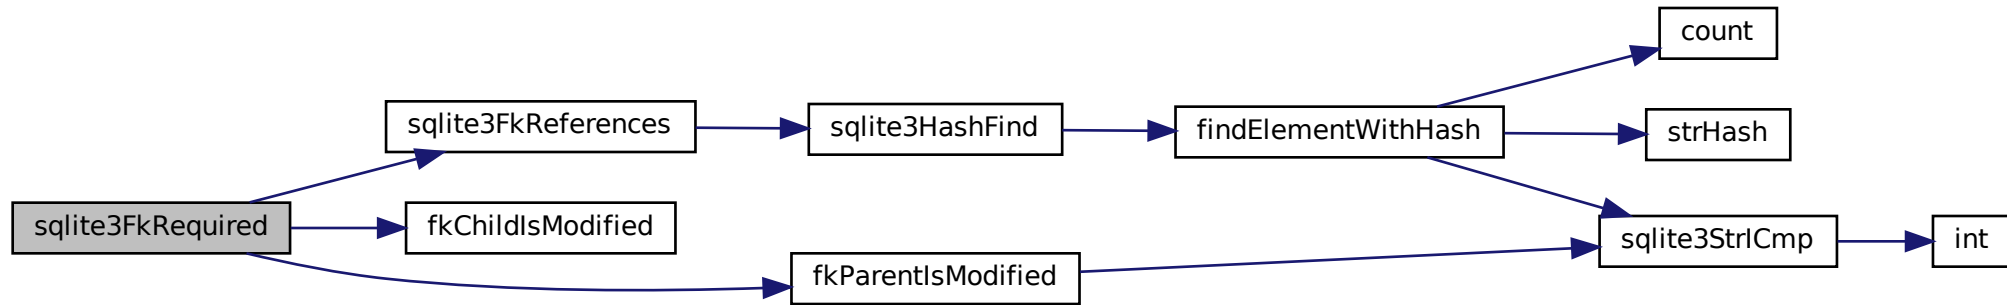 sqlite3FkRequired
sqlite3FkReferences
fkChildIsModified
fkParentIsModified
sqlite3HashFind
findElementWithHash
count
strHash
sqlite3StrICmp
int